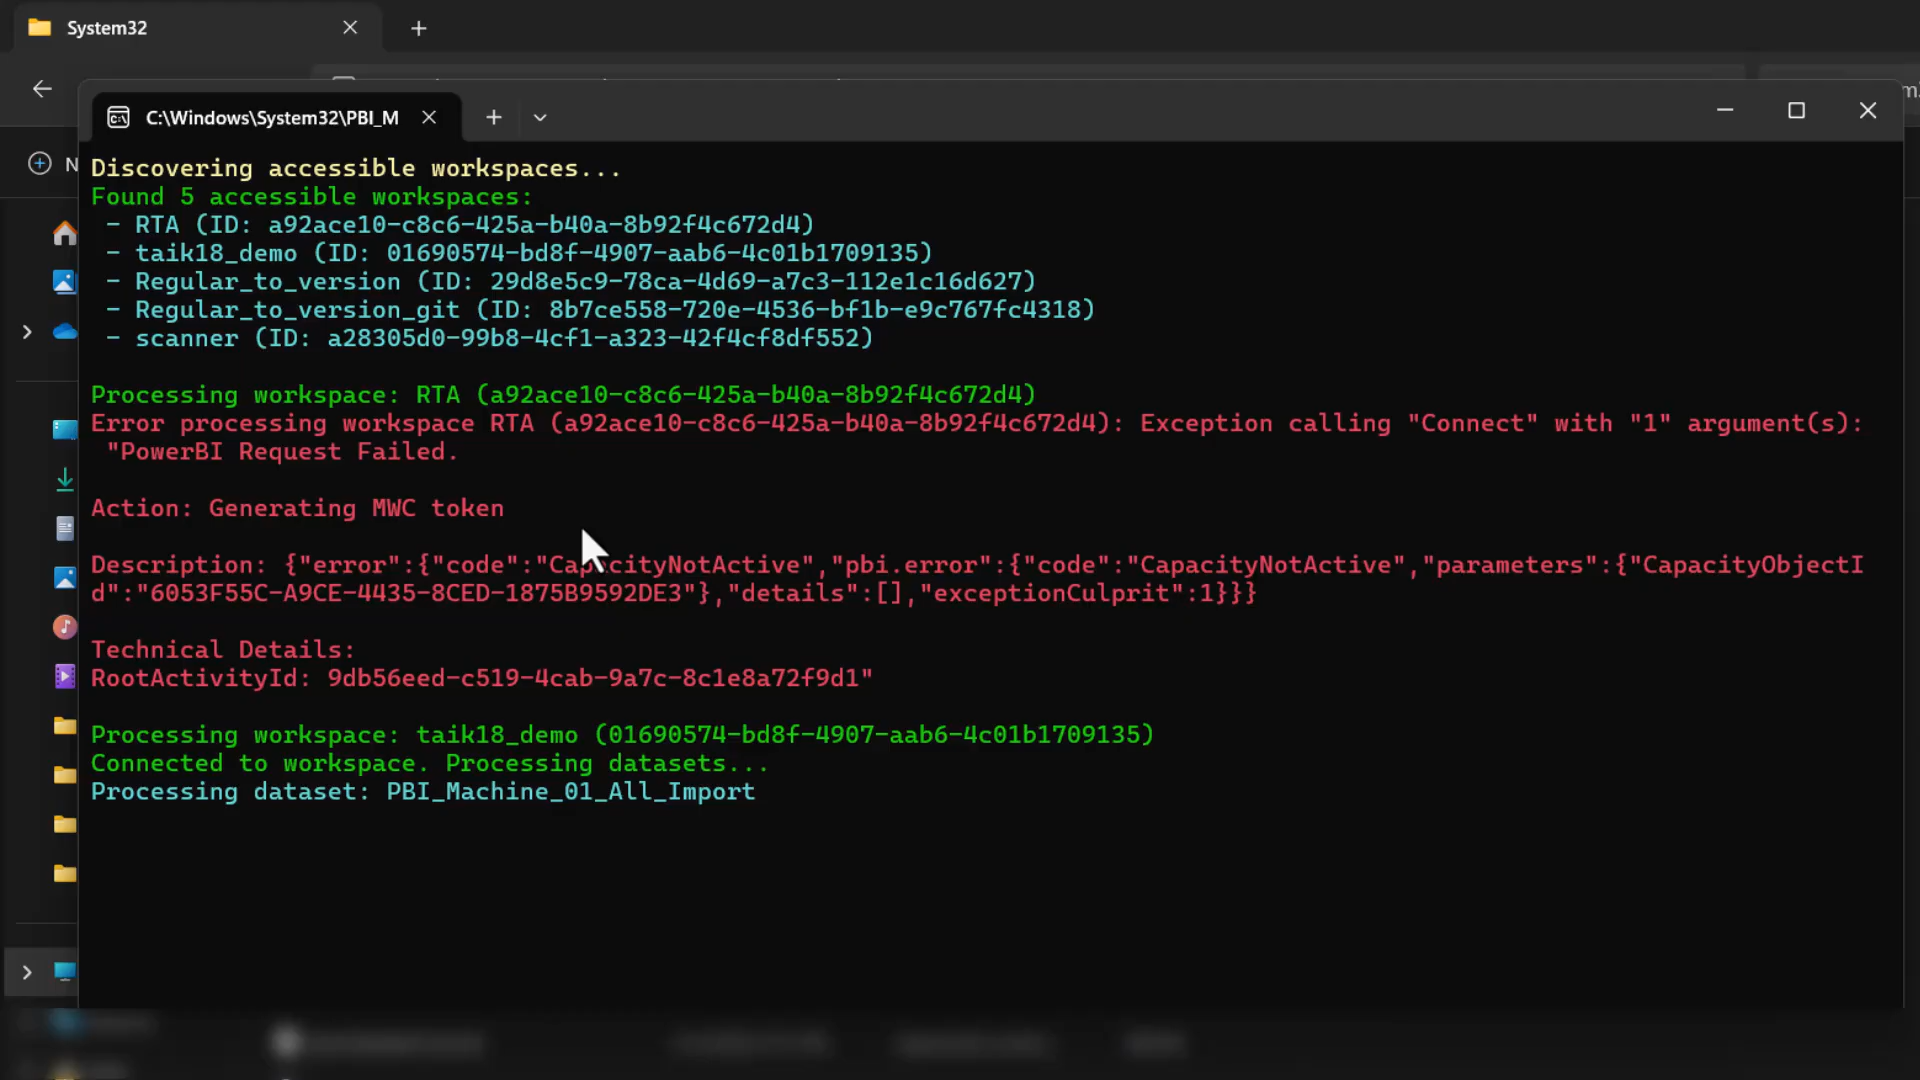 System32
C:\Windows\System32\PBI_M
N
Discovering accessible workspaces...
Found 5 accessible workspaces:
- RTA (ID: a92ace10-c8c6-425a-b40a-8b92f4c672d4)
- taik18_demo (ID: 01690574-bd8f-4907-aab6-4c01b1709135)
- Regular_to_version (ID: 29d8e5c9-78ca-4d69-a7c3-112e1c16d627)
- Regular_to_version_git (ID: 8b7ce558-720e-4536-bf1b-e9c767fc4318)
- scanner (ID: a28305d0-99b8-4cf1-a323-42f4cf8df552)
Processing workspace: RTA (a92ace10-c8c6-425a-b40a-8b92f4c672d4)
Error processing workspace RTA (a92ace10-c8c6-425a-b40a-8b92f4c672d4): Exception calling "Connect" with "1" argument(s):
"PowerBI Request Failed.
Action: Generating MWC token
Description: {"error":{"code":"CapacityNotActive","pbi.error":{"code":"CapacityNotActive","parameters":{"CapacityObjectI
d":"6053F55C-A9CE-4435-8CED-1875B9592DE3"},"details":[],"exceptionCulprit":1}}}
Technical Details:
RootActivityId: 9db56eed-c519-4cab-9a7c-8c1e8a72f9d1"
Processing workspace: taik18_demo (01690574-bd8f-4907-aab6-4c01b1709135)
Connected to workspace. Processing datasets...
Processing dataset: PBI_Machine_01_All_Import